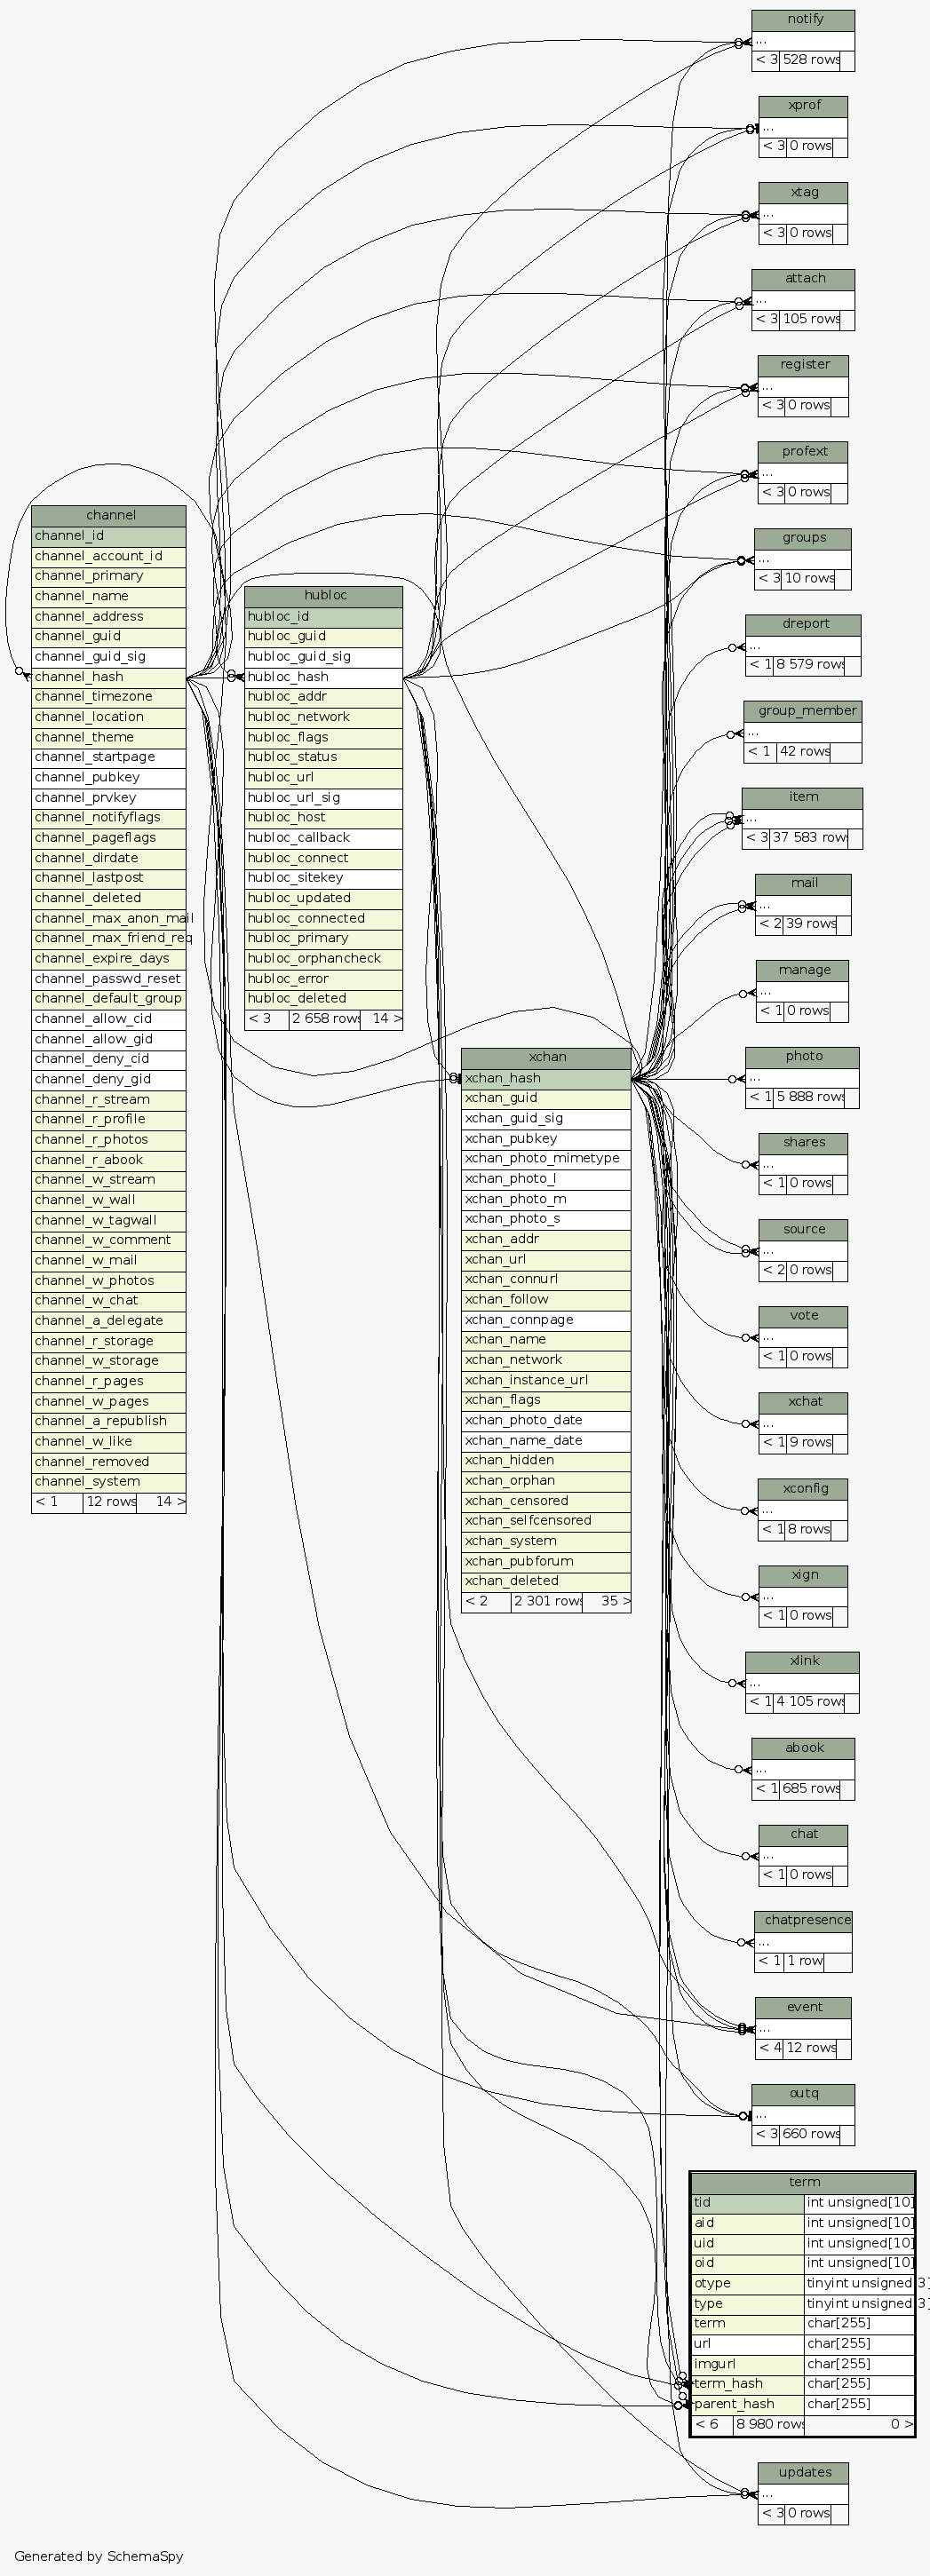 notify
...
< 3 528 rows
xprof
...
< 3 0 rows
xtag
...
< 3 0 rows
attach
...
< 3 105 rows
register
...
< 3 0 rows
profext
...
< 3 0 rows
groups
...
< 3 10 rows
dreport
...
< 1 8 579 rows
group_member
...
< 1 42 rows
item
...
< 3 37 583 rows
mail
...
< 2 39 rows
manage
...
< 1 0 rows
photo
...
< 1 5 888 rows
shares
...
< 1 0 rows
source
...
< 2 0 rows
vote
...
< 1 0 rows
xchat
...
< 1 9 rows
xconfig
...
< 1 8 rows
xign
...
< 1 0 rows
xlink
...
< 1 4 105 rows
abook
...
< 1 685 rows
chat
...
< 1 0 rows
chatpresence
...
< 1 1 row
event
...
< 4 12 rows
outq
...
< 3 660 rows
channel
channel_id
channel_account_id
channel_primary
channel_name
channel_address
channel_guid
channel_guid_sig
channel_hash
channel_timezone
channel_location
channel_theme
channel_startpage
channel_pubkey
channel_prvkey
channel_notifyflags
channel_pageflags
channel_dirdate
channel_lastpost
channel_deleted
channel_max_anon_mail
channel_max_friend_req
channel_expire_days
channel_passwd_reset
channel_default_group
channel_allow_cid
channel_allow_gid
channel_deny_cid
channel_deny_gid
channel_r_stream
channel_r_profile
channel_r_photos
channel_r_abook
channel_w_stream
channel_w_wall
channel_w_tagwall
channel_w_comment
channel_w_mail
channel_w_photos
channel_w_chat
channel_a_delegate
channel_r_storage
channel_w_storage
channel_r_pages
channel_w_pages
channel_a_republish
channel_w_like
channel_removed
channel_system
< 1 12 rows 14 >
hubloc
hubloc_id
hubloc_guid
hubloc_guid_sig
hubloc_hash
hubloc_addr
hubloc_network
hubloc_flags
hubloc_status
hubloc_url
hubloc_url_sig
hubloc_host
hubloc_callback
hubloc_connect
hubloc_sitekey
hubloc_updated
hubloc_connected
hubloc_primary
hubloc_orphancheck
hubloc_error
hubloc_deleted
< 3 2 658 rows 14 >
xchan
xchan_hash
xchan_guid
xchan_guid_sig
xchan_pubkey
xchan_photo_mimetype
xchan_photo_l
xchan_photo_m
xchan_photo_s
xchan_addr
xchan_url
xchan_connurl
xchan_follow
xchan_connpage
xchan_name
xchan_network
xchan_instance_url
xchan_flags
xchan_photo_date
xchan_name_date
xchan_hidden
xchan_orphan
xchan_censored
xchan_selfcensored
xchan_system
xchan_pubforum
xchan_deleted
< 2 2 301 rows 35 >
term
tid int unsigned[10]
aid int unsigned[10]
uid int unsigned[10]
oid int unsigned[10]
otype tinyint unsigned[3]
type tinyint unsigned[3]
term char[255]
url char[255]
imgurl char[255]
term_hash char[255]
parent_hash char[255]
< 6 8 980 rows 0 >
updates
...
< 3 0 rows
Generated by SchemaSpy